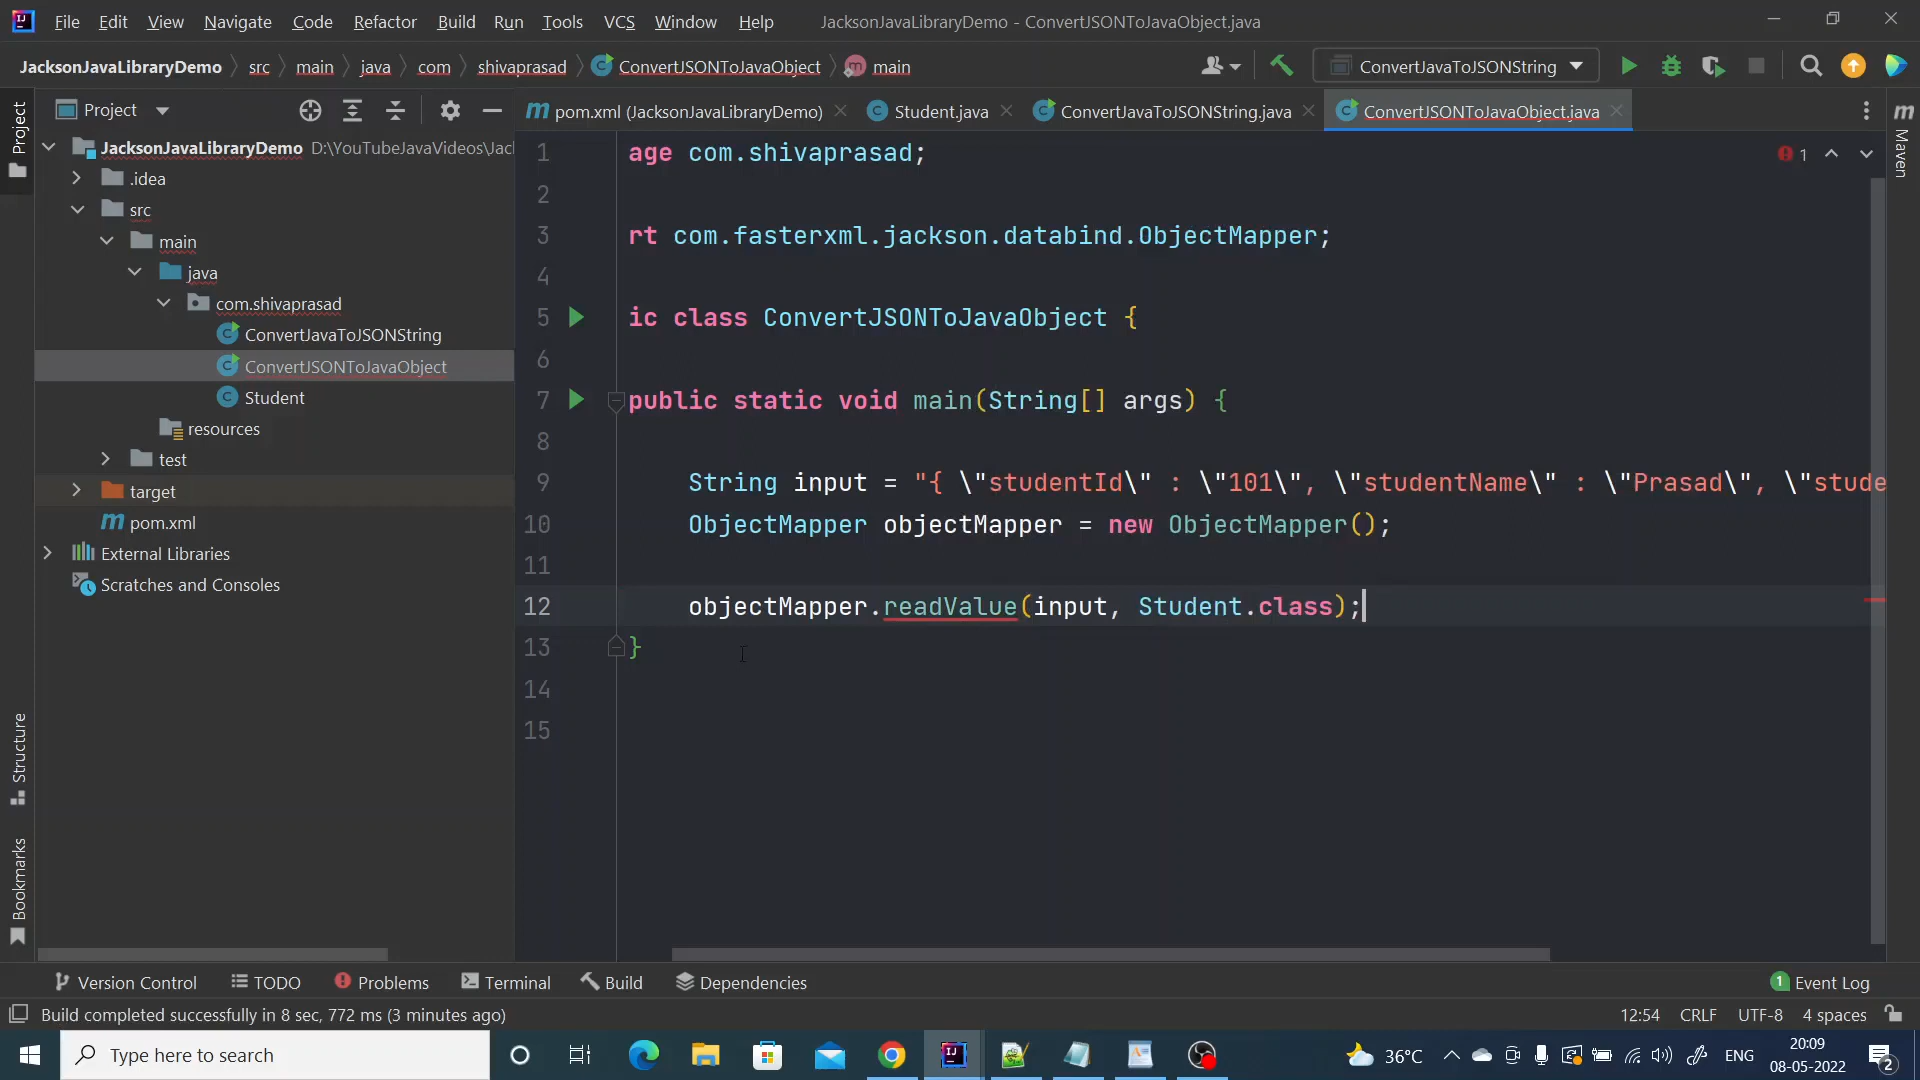 File Edit View Navigate Code Refactor Build Run Tools VCS Window Help JacksonJavaLibraryDemo - ConvertJSONToJavaObject.java
JacksonJavaLibraryDemo src main java com shivaprasad ConvertJSONToJavaObject main ConvertJavaToJSONString
Project
pom.xml (JacksonJavaLibraryDemo) Student.java ConvertJavaToJSONString.java ConvertJSONToJavaObject.java
Project
Maven
JacksonJavaLibraryDemo D:\YouTubeJavaVideos\Jac
.idea
src
main
java
com.shivaprasad
ConvertJavaToJSONString
ConvertJSONToJavaObject
Student
resources
test
target
pom.xml
External Libraries
Scratches and Consoles
Structure
Bookmarks
1 age com.shivaprasad; 1
2
3 rt com.fasterxml.jackson.databind.ObjectMapper;
4
5 ic class ConvertJSONToJavaObject {
6
7 public static void main(String[] args) {
8
9 String input = "{ \"studentId\" : \"101\", \"studentName\" : \"Prasad\", \"stude
10 ObjectMapper objectMapper = new ObjectMapper();
11
12 objectMapper.readValue(input, Student.class);
13 }
14
15
Version Control TODO Problems Terminal Build Dependencies 1 Event Log
Build completed successfully in 8 sec, 772 ms (3 minutes ago) 12:54 CRLF UTF-8 4 spaces
Type here to search 36°C ENG 20:09
08-05-2022 2